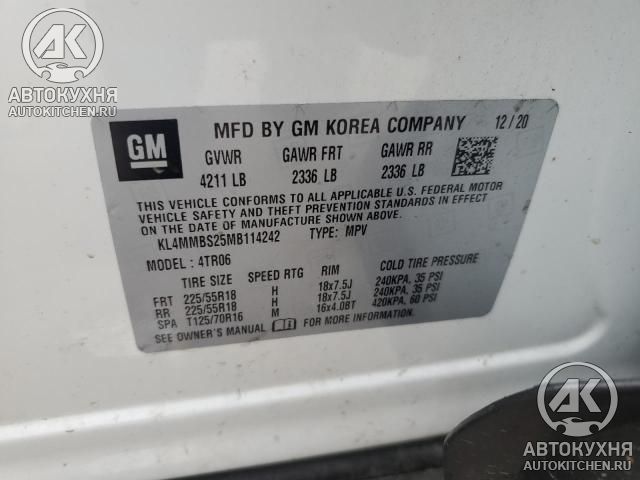 АК
АВТОКУХНЯ
AUTOKITCHEN.RU
GM
MFD BY GM KOREA COMPANY 12/20
GVWR GAWR FRT GAWR RR
4211 LB 2336 LB 2336 LB
THIS VEHICLE CONFORMS TO ALL APPLICABLE U.S. FEDERAL MOTOR
VEHICLE SAFETY AND THEFT PREVENTION STANDARDS IN EFFECT
ON THE DATE OF MANUFACTURE SHOWN ABOVE.
KL4MMBS25MB114242 TYPE: MPV
MODEL: 4TR06
TIRE SIZE SPEED RTG RIM COLD TIRE PRESSURE
FRT 225/55R18 H 18x7.5J 240KPA, 35 PSI
RR 225/55R18 H 18x7.5J 240KPA, 35 PSI
SPA T125/70R16 M 16x4.0BT 420KPA, 60 PSI
SEE OWNER'S MANUAL FOR MORE INFORMATION.
АК
АВТОКУХНЯ
AUTOKITCHEN.RU